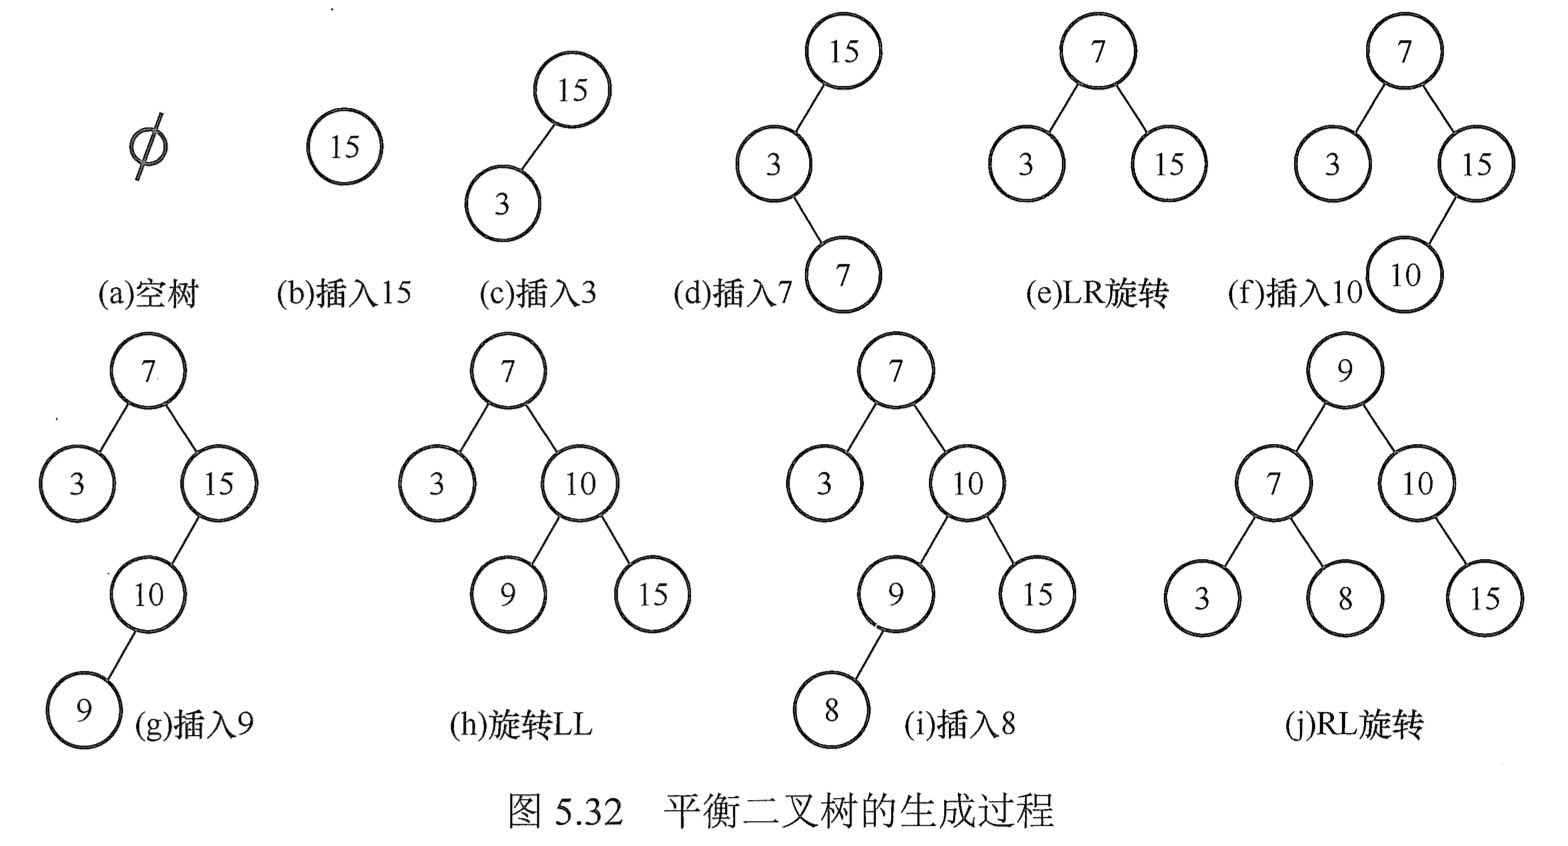 15
15 7 7
15
15
3 3 15 3 15
3
7 10
(a)空树 (b)插入15 (c)插入3 (d)插入7 (e)LR旋转 (f)插入10
7 7 7 9
3 15 3 10 3 10 7 10
10 9 15 9 15 3 8 15
9 (g)插入9 (h)旋转LL 8 (i)插入8 (j)RL旋转
图 5.32 平衡二叉树的生成过程